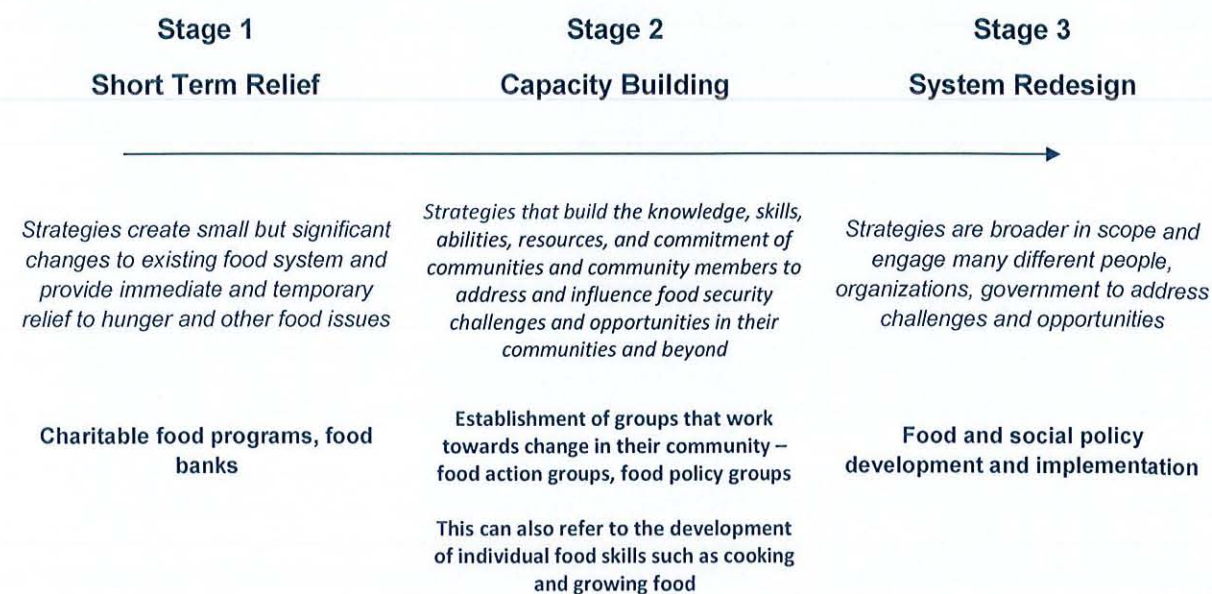 Stage 1
Short Term Relief
Strategies create small but significant
changes to existing food system and
provide immediate and temporary
relief to hunger and other food issues
Charitable food programs, food
banks
Stage 2
Capacity Building
Strategies that build the knowledge, skills,
abilities, resources, and commitment of
communities and community members to
address and influence food security
challenges and opportunities in their
communities and beyond
Establishment of groups that work
towards change in their community –
food action groups, food policy groups
This can also refer to the development
of individual food skills such as cooking
and growing food
Stage 3
System Redesign
Strategies are broader in scope and
engage many different people,
organizations, government to address
challenges and opportunities
Food and social policy
development and implementation